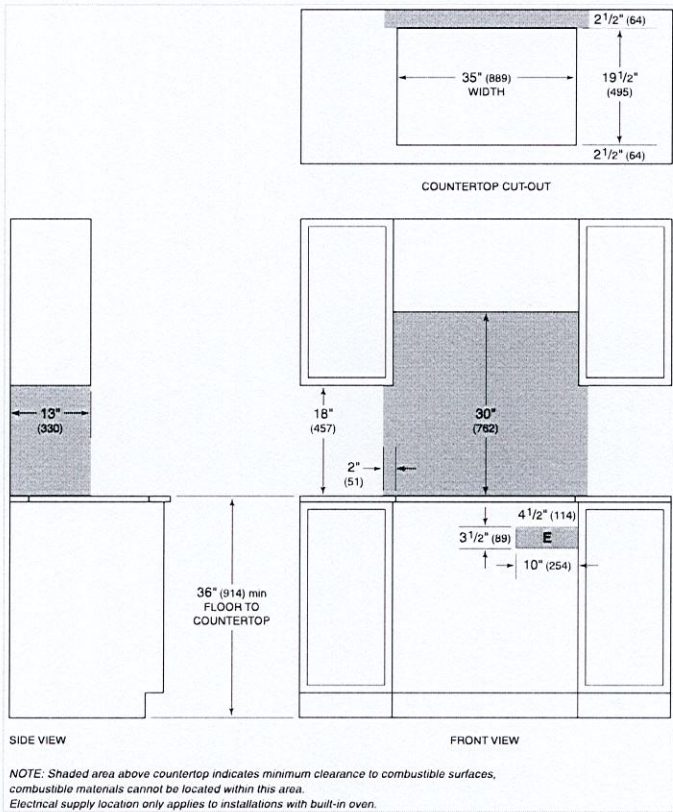 2 1/2" (64)
35" (889)
WIDTH
19 1/2"
(495)
2 1/2" (64)
COUNTERTOP CUT-OUT
13"
(330)
18"
(457)
30"
(762)
2"
(51)
4 1/2" (114)
3 1/2" (89)
E
10" (254)
36" (914) min
FLOOR TO
COUNTERTOP
SIDE VIEW
FRONT VIEW
NOTE: Shaded area above countertop indicates minimum clearance to combustible surfaces,
combustible materials cannot be located within this area.
Electrical supply location only applies to installations with built-in oven.